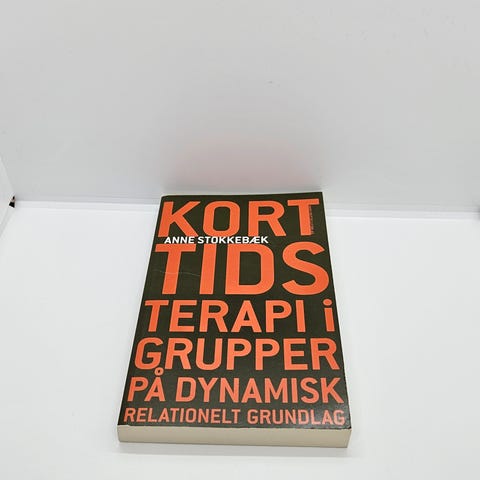 KORT
ANNE STOKKEBÆK
TIDS
TERAPI i
GRUPPER
PÅ DYNAMISK
RELATIONELT GRUNDLAG